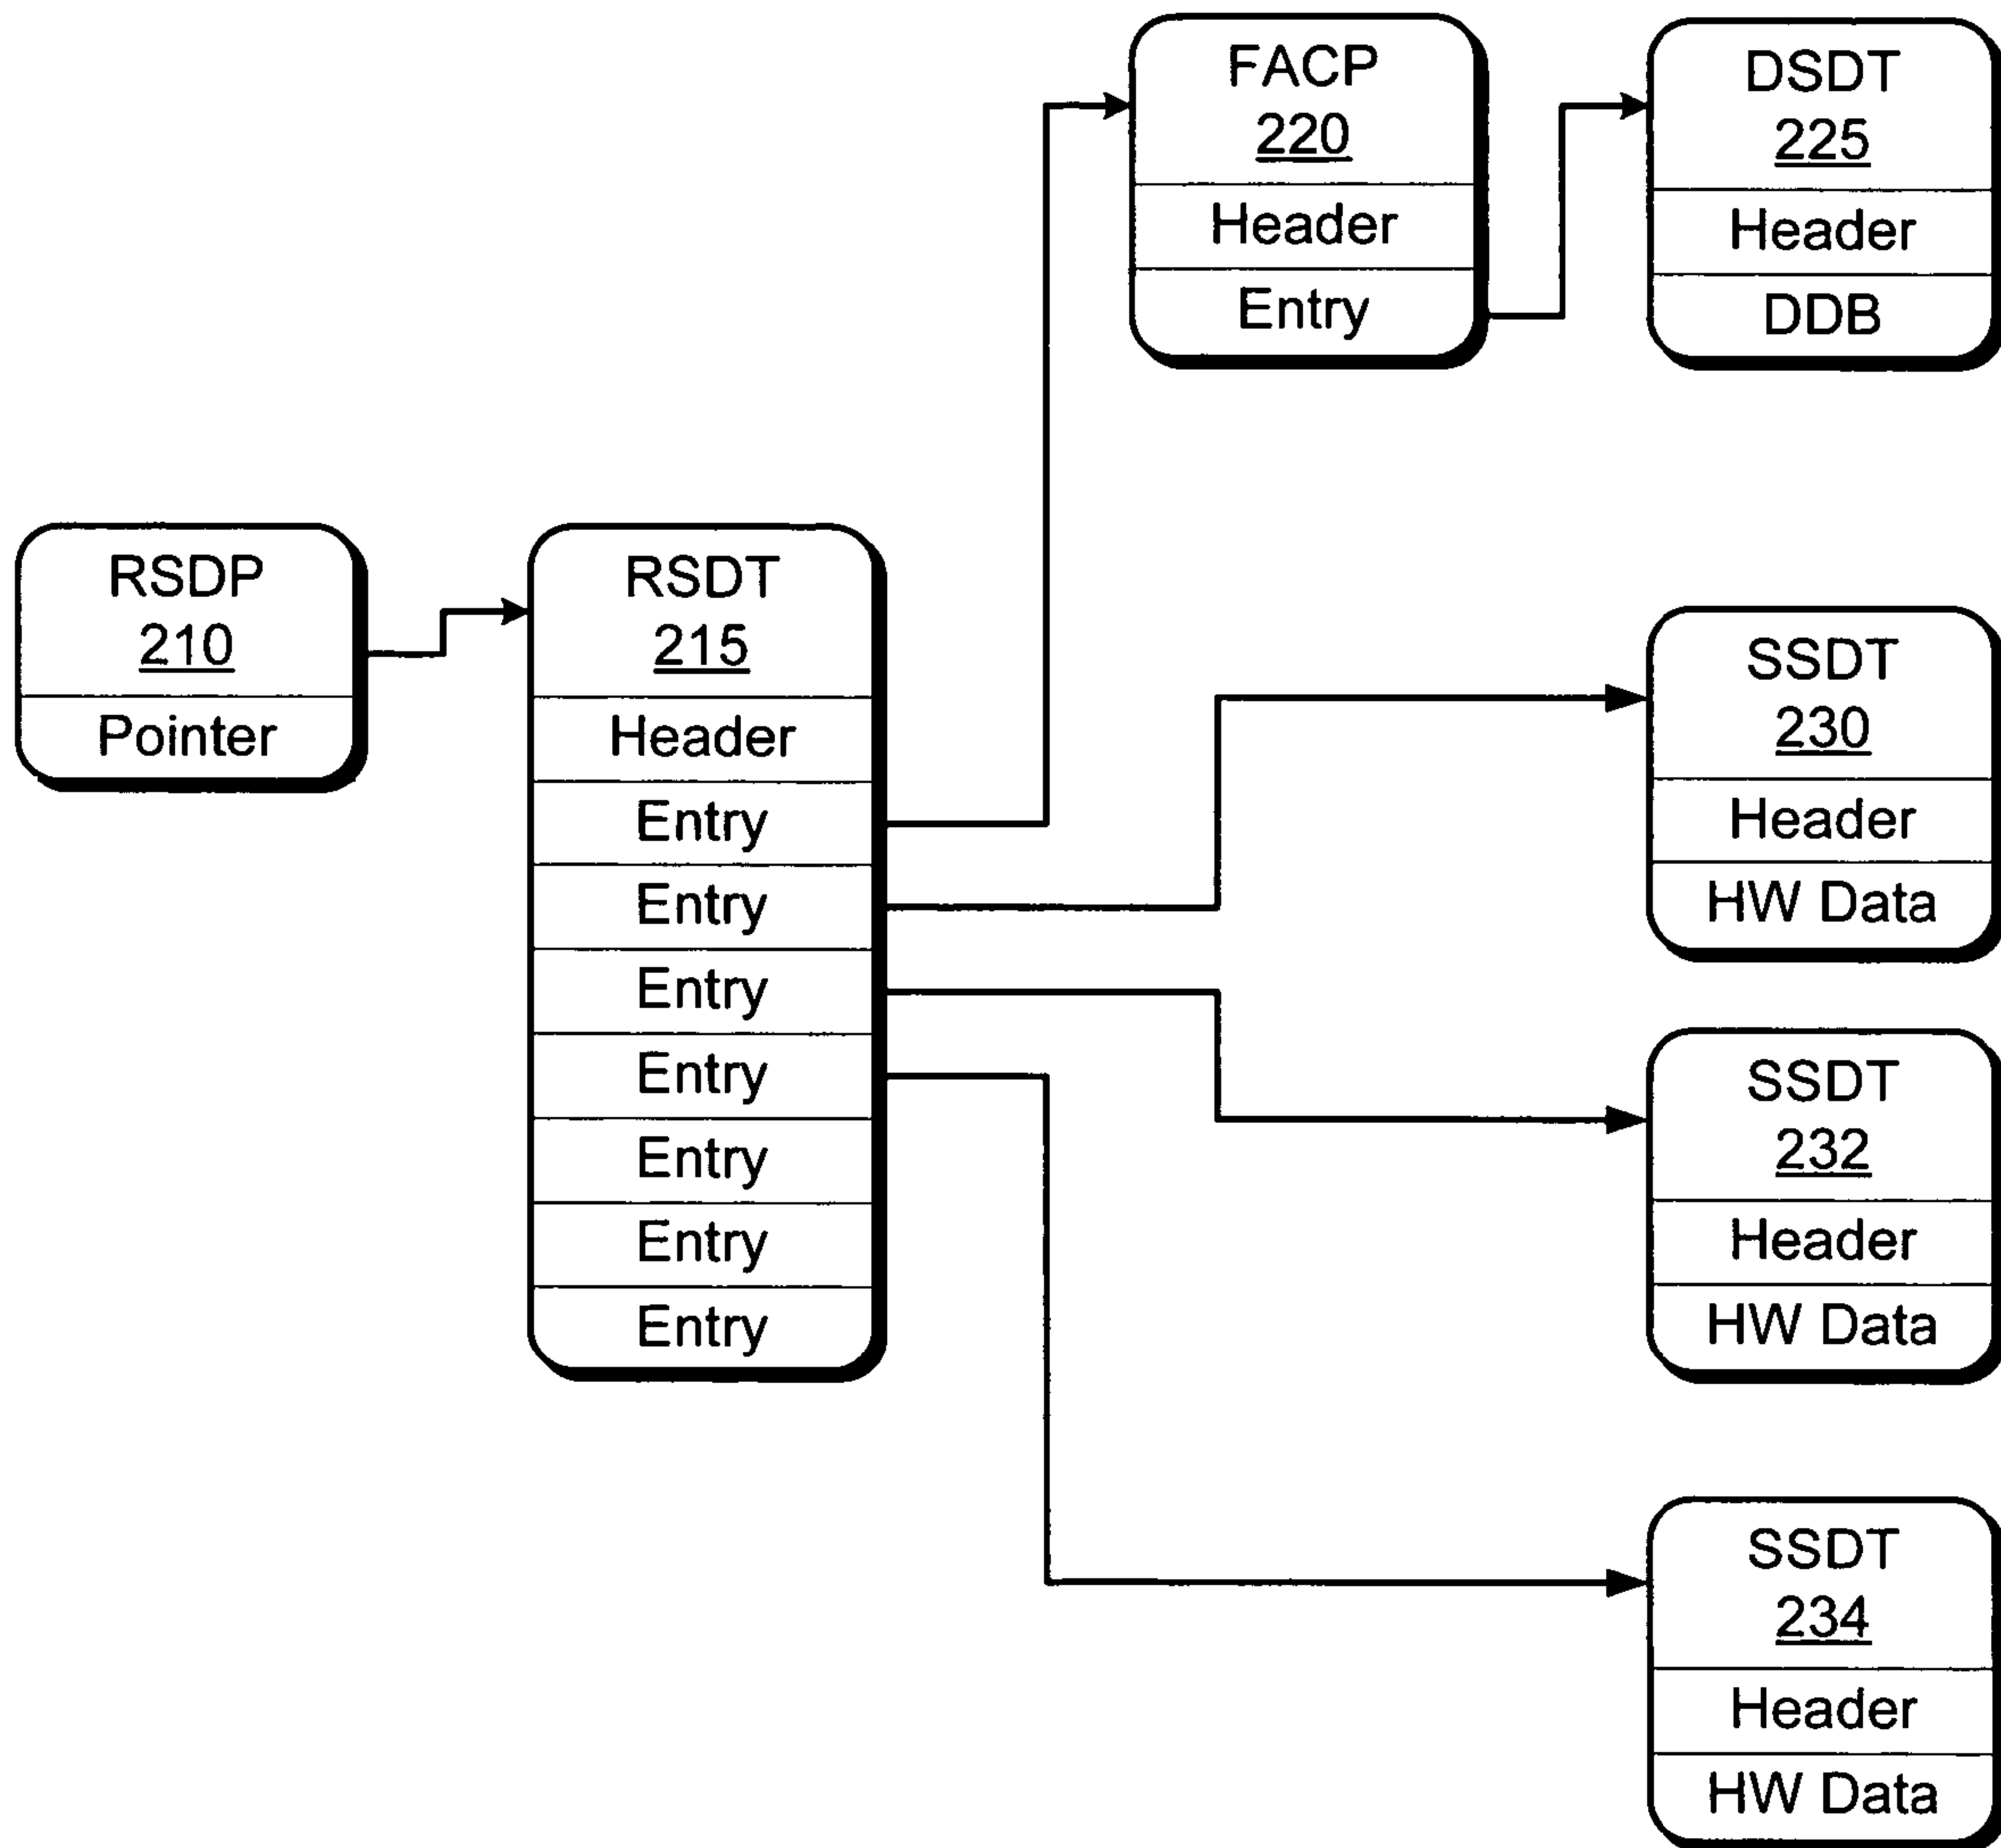 FACP
220
Header
Entry
DSDT
225
Header
DDB
RSDP
210
Pointer
RSDT
215
Header
Entry
Entry
Entry
Entry
Entry
Entry
Entry
SSDT
230
Header
HW Data
SSDT
232
Header
HW Data
SSDT
234
Header
HW Data